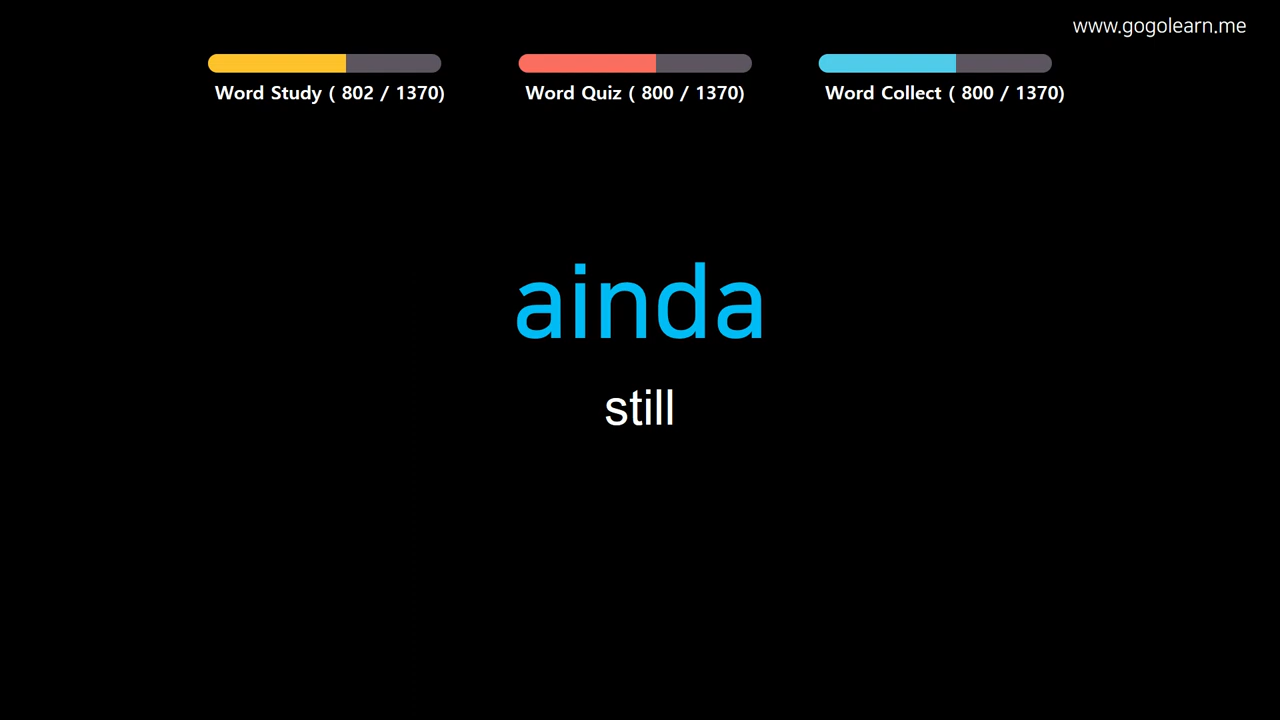 www.gogolearn.me
Word Study ( 802 / 1370)
Word Quiz ( 800 / 1370)
Word Collect ( 800 / 1370)
ainda
still